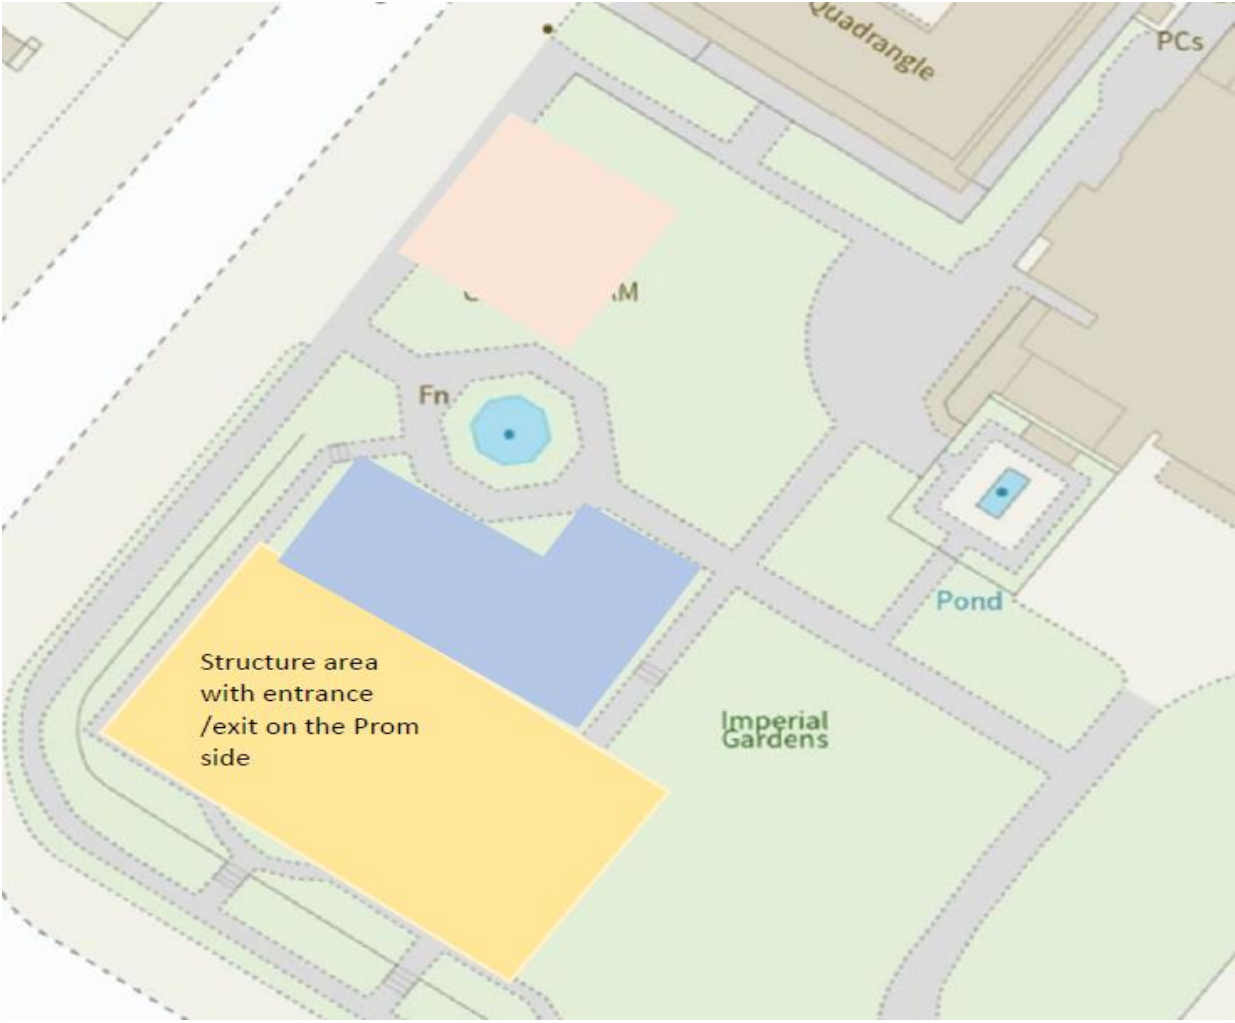 Quadrangle
PCs
Fn
Pond
Structure area
with entrance
/exit on the Prom
side
Imperial
Gardens